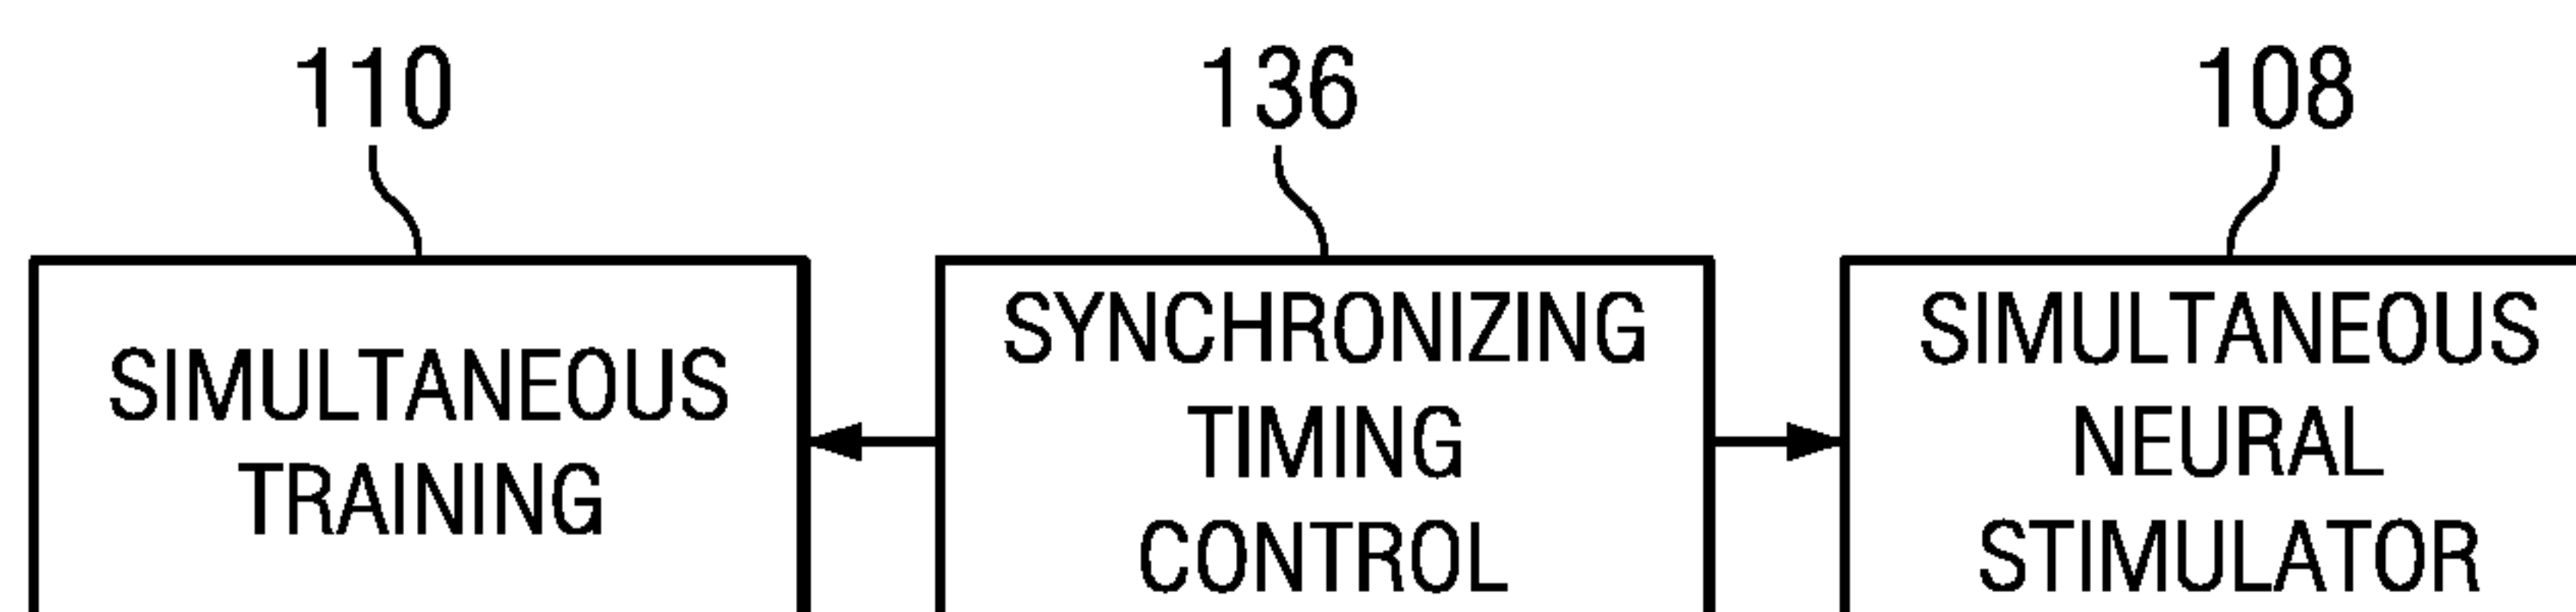 110
136
108
SIMULTANEOUS
TRAINING
SYNCHRONIZING
TIMING
CONTROL
SIMULTANEOUS
NEURAL
STIMULATOR